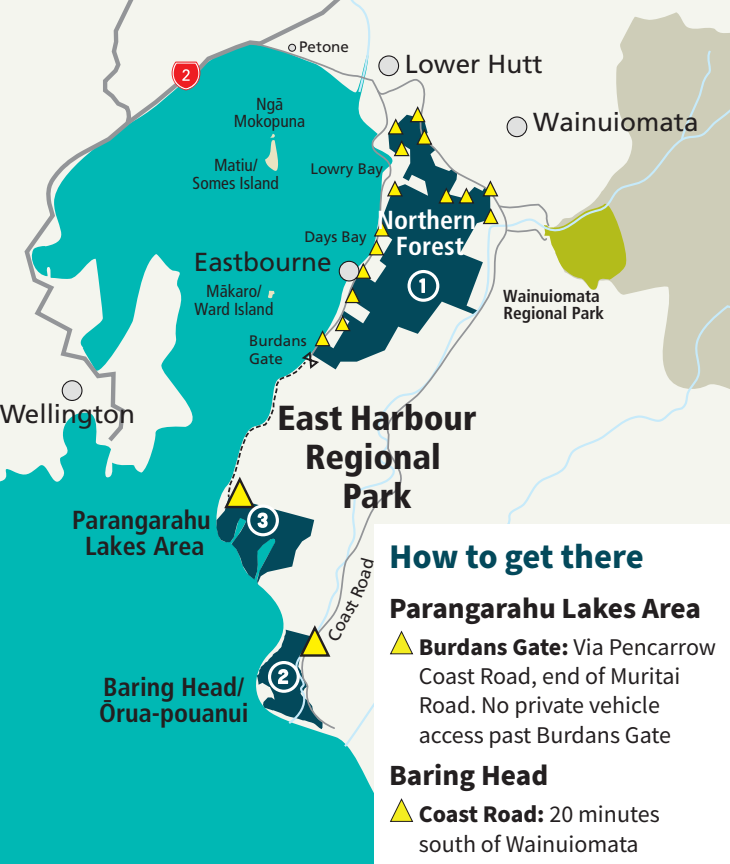 Petone
2
Lower Hutt
Ngā
Mokopuna
Wainuiomata
Matiu/
Somes Island
Lowry Bay
Northern
Forest
Days Bay
Eastbourne
1
Mākaro/
Ward Island
Wainuiomata
Regional Park
Burdans
Gate
Wellington
East Harbour
Regional
Park
Parangarahu
Lakes Area
3
Coast Road
2
Baring Head/
Ōrua-pouanui
How to get there
Parangarahu Lakes Area
Burdans Gate: Via Pencarrow
Coast Road, end of Muritai
Road. No private vehicle
access past Burdans Gate
Baring Head
Coast Road: 20 minutes
south of Wainuiomata